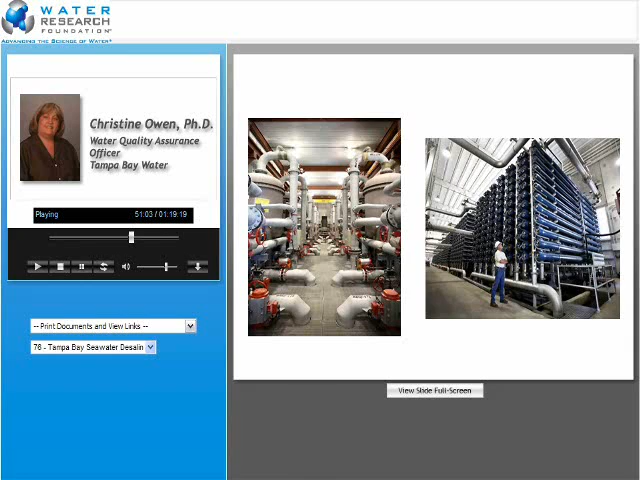 WATER
RESEARCH
FOUNDATION
ADVANCING THE SCIENCE OF WATER
Christine Owen, Ph.D.
Water Quality Assurance
Officer
Tampa Bay Water
Playing 51:03 / 01:19:19
-- Print Documents and View Links --
76 - Tampa Bay Seawater Desalin
View Slide Full-Screen